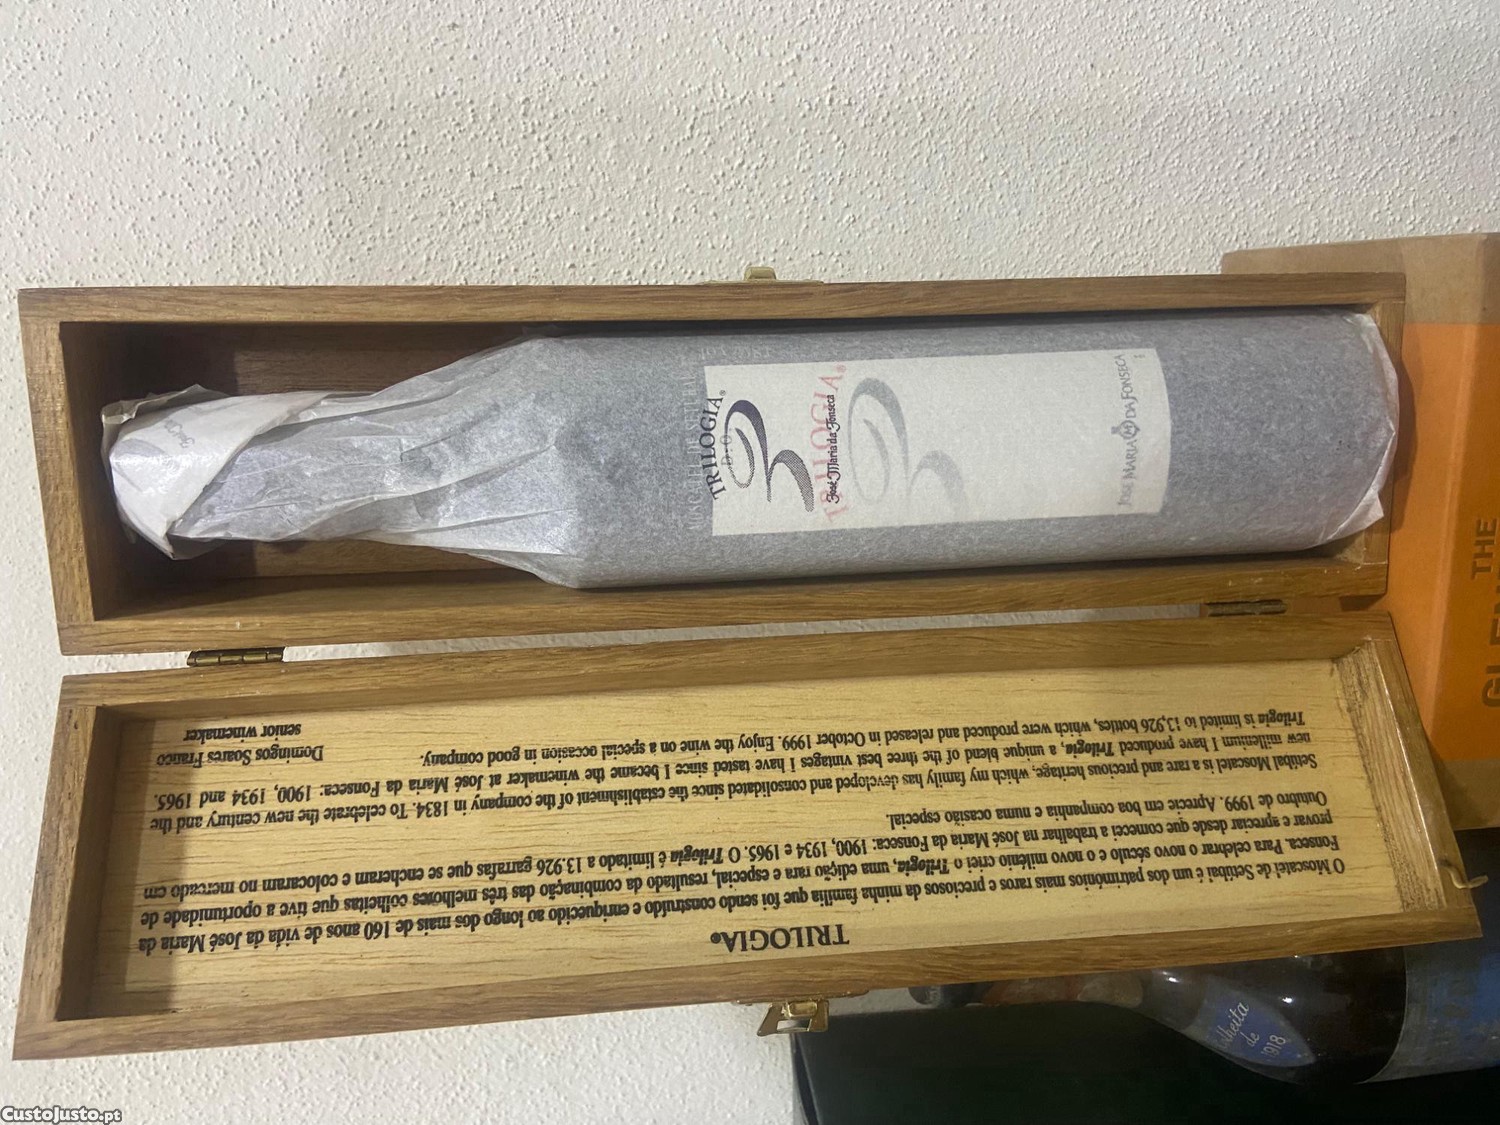 TRILOGIA®
D.O.
José Maria da Fonseca
TRILOGIA®
JOSÉ MARIA DA FONSECA
TRILOGIA®
O Moscatel de Setúbal é um dos patrimónios mais raros e preciosos da minha família que foi sendo construído e enriquecido ao longo dos mais de 160 anos de vida da José Maria da
Fonseca. Para celebrar o novo século e o novo milénio criei o Trilogia, uma edição rara e especial, resultado da combinação das três melhores colheitas que tive a oportunidade de
provar e apreciar desde que comecei a trabalhar na José Maria da Fonseca: 1900, 1934 e 1965. O Trilogia é limitado a 13.926 garrafas que se encheram e colocaram no mercado em
Outubro de 1999. Aprecie em boa companhia e numa ocasião especial.
Setúbal Moscatel is a rare and precious heritage, which my family has developed and consolidated since the establishment of the company in 1834. To celebrate the new century and the
new millenium I have produced Trilogia, a unique blend of the three best vintages I have tasted since I became the winemaker at José Maria da Fonseca: 1900, 1934 and 1965.
Trilogia is limited to 13,926 bottles, which were produced and released in October 1999. Enjoy the wine on a special occasion in good company.
Domingos Soares Franco
senior winemaker
THE
Colheita
de
1918
CustoJusto.pt